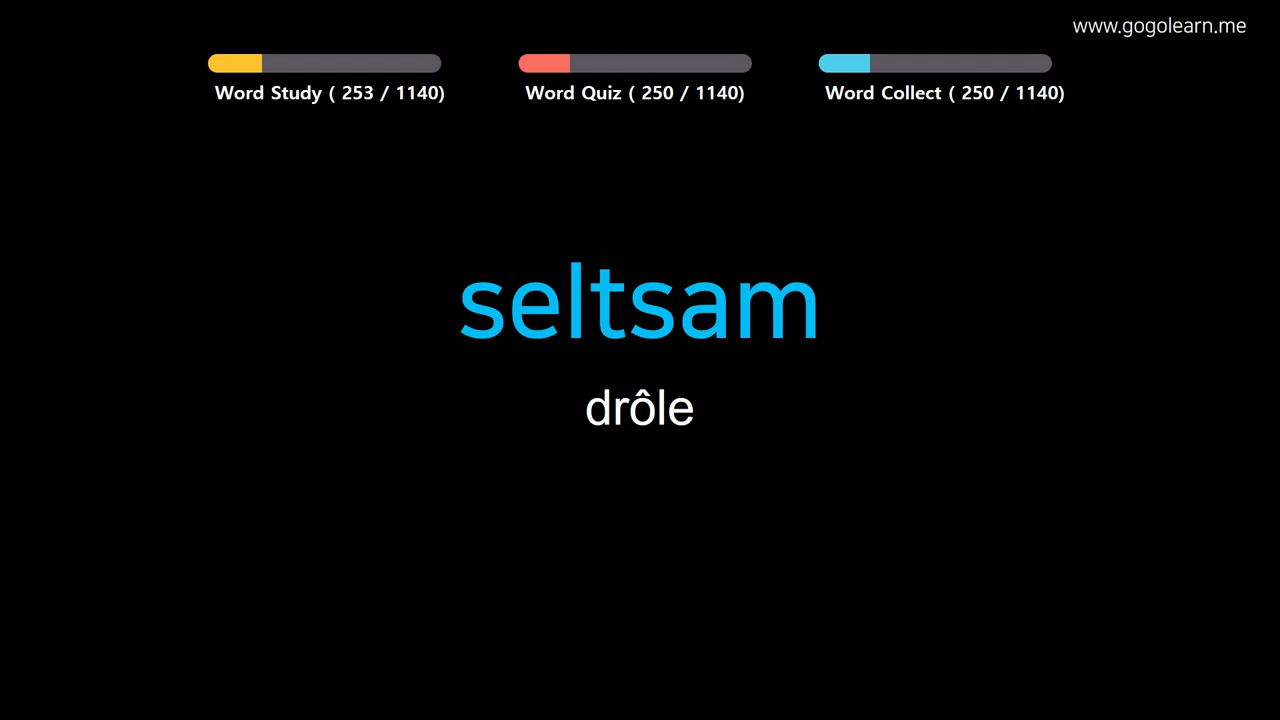 www.gogolearn.me
Word Study ( 253 / 1140)
Word Quiz ( 250 / 1140)
Word Collect ( 250 / 1140)
seltsam
drôle